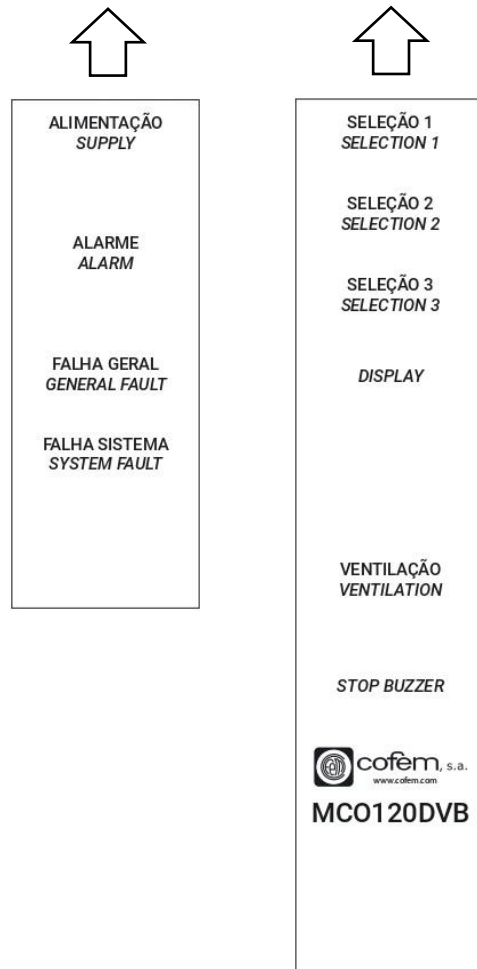 ALIMENTAÇÃO
SUPPLY
ALARME
ALARM
FALHA GERAL
GENERAL FAULT
FALHA SISTEMA
SYSTEM FAULT
SELEÇÃO 1
SELECTION 1
SELEÇÃO 2
SELECTION 2
SELEÇÃO 3
SELECTION 3
DISPLAY
VENTILAÇÃO
VENTILATION
STOP BUZZER
cofem, s.a.
www.cofem.com
MCO120DVB